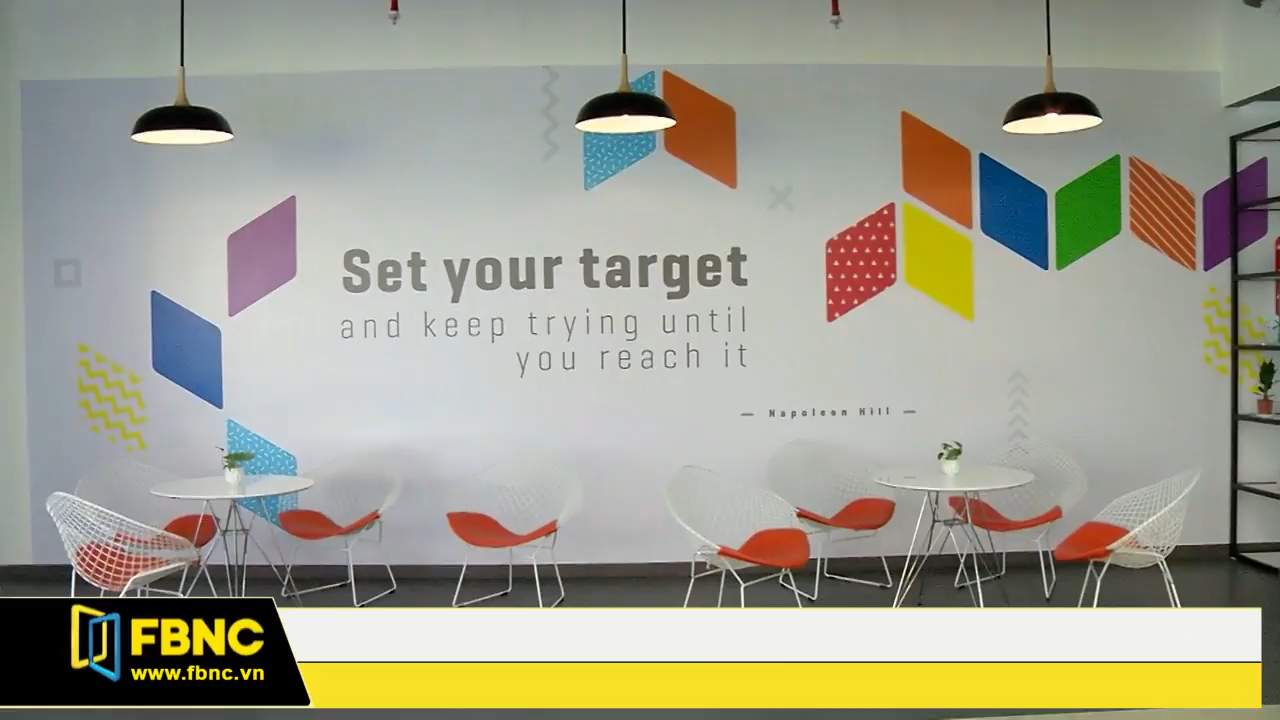 Set your target
and keep trying until
you reach it
— Napoleon Hill —
FBNC
www.fbnc.vn